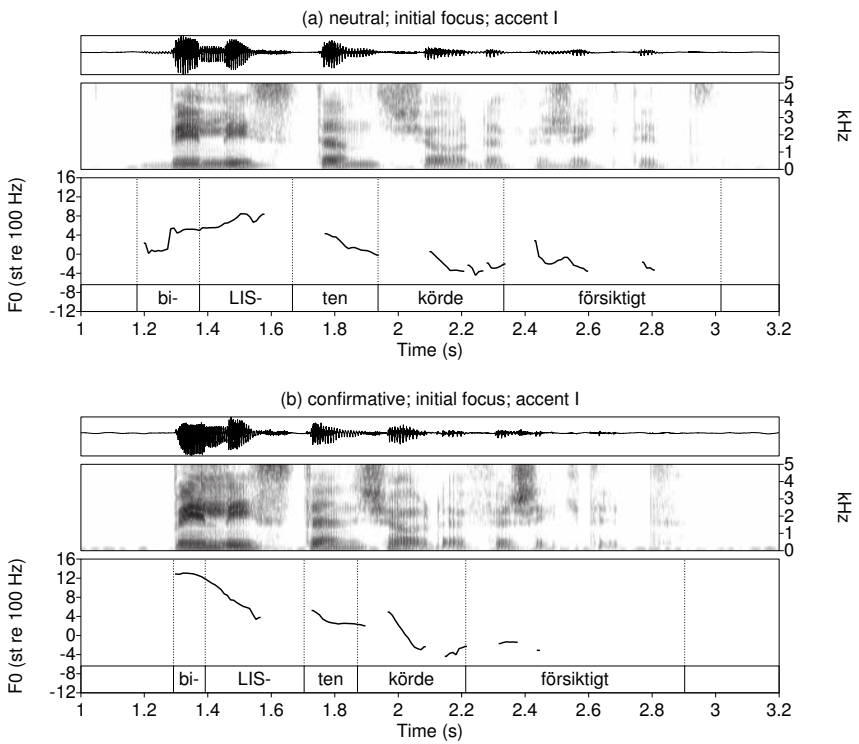 (a) neutral; initial focus; accent I
5
4
3
2
1
0
kHz
16
12
8
4
0
-4
-8
-12
F0 (st re 100 Hz)
bi- LIS- ten körde försiktigt
1 1.2 1.4 1.6 1.8 2 2.2 2.4 2.6 2.8 3 3.2
Time (s)
(b) confirmative; initial focus; accent I
5
4
3
2
1
0
kHz
16
12
8
4
0
-4
-8
-12
F0 (st re 100 Hz)
bi- LIS- ten körde försiktigt
1 1.2 1.4 1.6 1.8 2 2.2 2.4 2.6 2.8 3 3.2
Time (s)